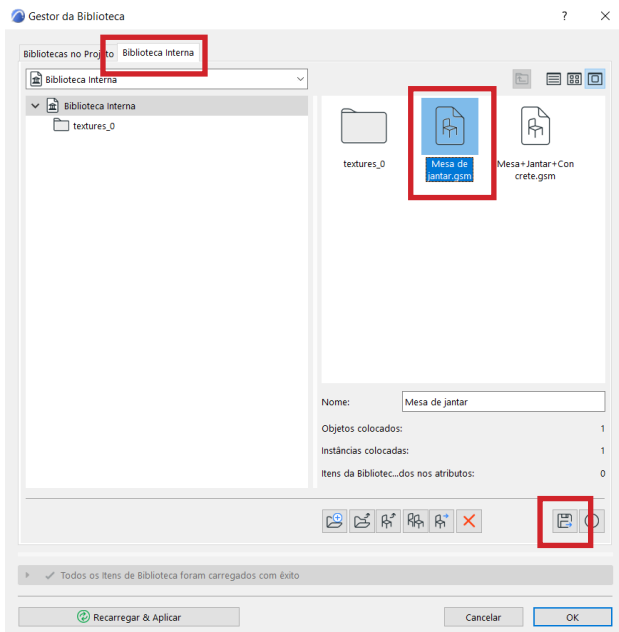 Gestor da Biblioteca
?
Bibliotecas no Projeto
Biblioteca Interna
Biblioteca Interna
Biblioteca Interna
textures_0
textures_0
Mesa de
jantar.gsm
Mesa+Jantar+Con
crete.gsm
Nome:
Mesa de jantar
Objetos colocados:
1
Instâncias colocadas:
1
Itens da Bibliotec...dos nos atributos:
0
Todos os Itens de Biblioteca foram carregados com êxito
Recarregar & Aplicar
Cancelar
OK